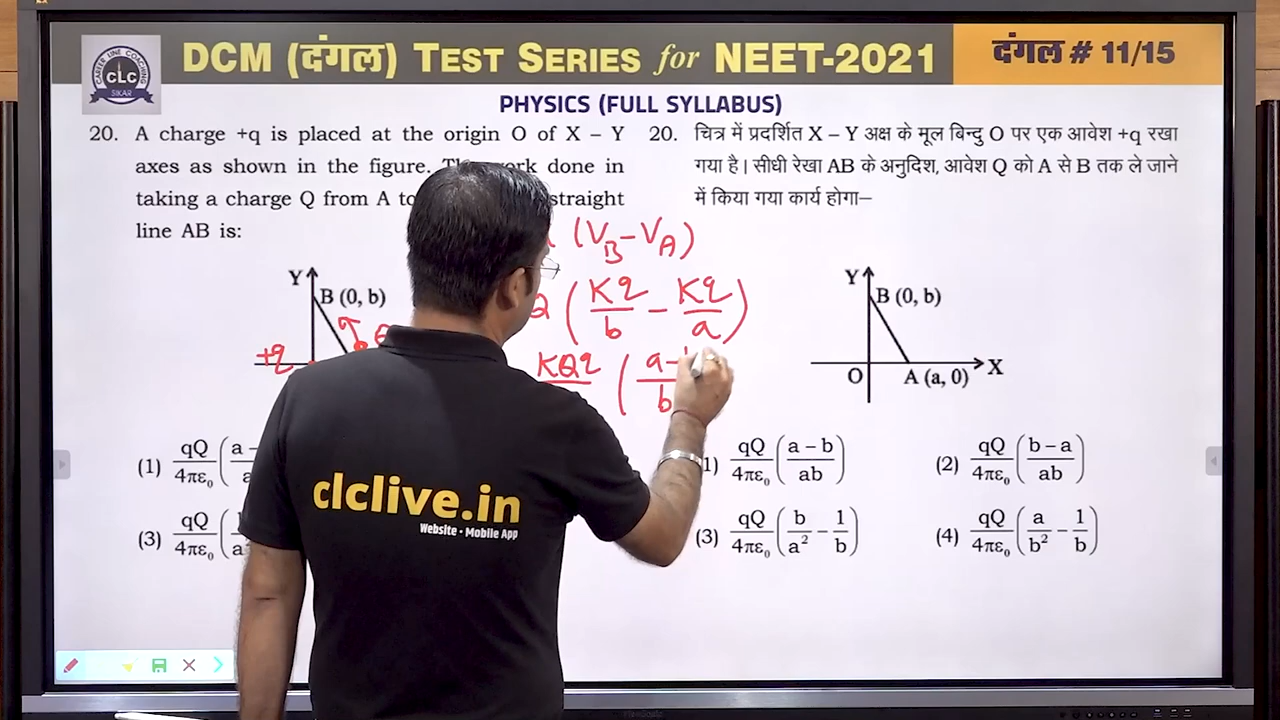 DCM (दंगल) TEST SERIES for NEET-2021
दंगल # 11/15
CAREER LINE COACHING
CLC
SIKAR
PHYSICS (FULL SYLLABUS)
20. A charge +q is placed at the origin O of X – Y
axes as shown in the figure. work done in
taking a charge Q from A to straight
line AB is:
(V_B – V_A)
Q (Kq/b – Kq/a)
KQq (a –
b
Y
B (0, b)
+q
(1) qQ/4πε₀ (a –
(3) qQ/4πε₀
20. चित्र में प्रदर्शित X – Y अक्ष के मूल बिन्दु O पर एक आवेश +q रखा
गया है। सीधी रेखा AB के अनुदिश, आवेश Q को A से B तक ले जाने
में किया गया कार्य होगा–
Y
B (0, b)
O A (a, 0) X
1) qQ/4πε₀ (a – b/ab) (2) qQ/4πε₀ (b – a/ab)
(3) qQ/4πε₀ (b/a² – 1/b) (4) qQ/4πε₀ (a/b² – 1/b)
clclive.in
Website • Mobile App